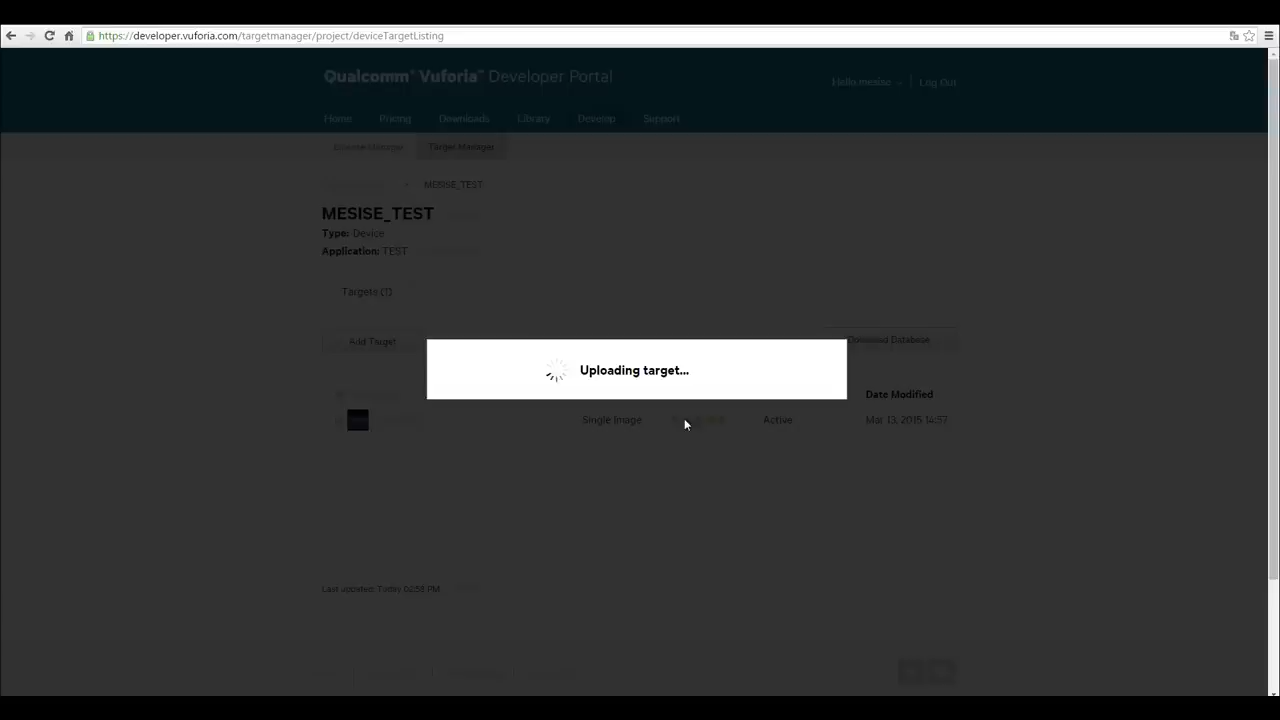 https://developer.vuforia.com/targetmanager/project/deviceTargetListing
Qualcomm® Vuforia™ Developer Portal
Hello mesise
Log Out
Home Pricing Downloads Library Develop Support
License Manager Target Manager
MESISE_TEST
MESISE_TEST
Type: Device
Application: TEST
Targets (1)
Add Target
Download Database
Uploading target...
Date Modified
Single Image Active Mar 13, 2015 14:57
Last updated: Today 02:58 PM